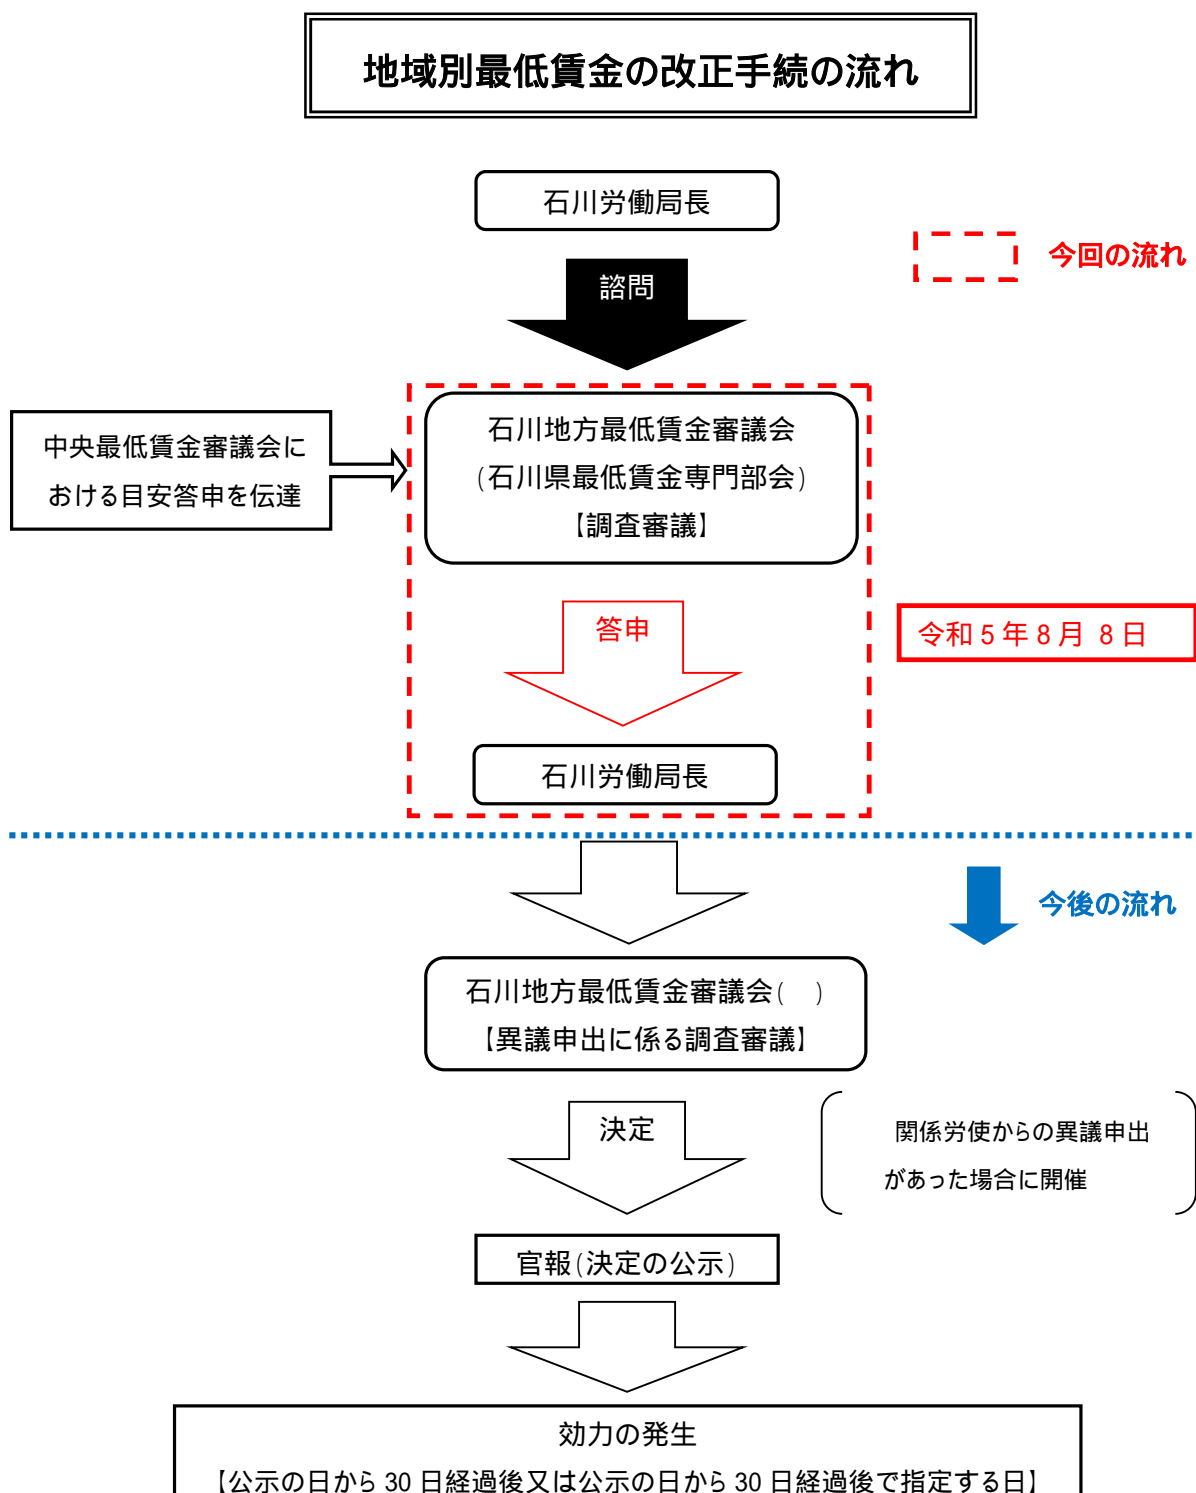 地域別最低賃金の改正手続の流れ
石川労働局長
今回の流れ
諮問
中央最低賃金審議会に
おける目安答申を伝達
石川地方最低賃金審議会
(石川県最低賃金専門部会)
【調査審議】
答申
令和5年8月 8日
石川労働局長
今後の流れ
石川地方最低賃金審議会(　)
【異議申出に係る調査審議】
決定
関係労使からの異議申出
があった場合に開催
官報(決定の公示)
効力の発生
【公示の日から30日経過後又は公示の日から30日経過後で指定する日】